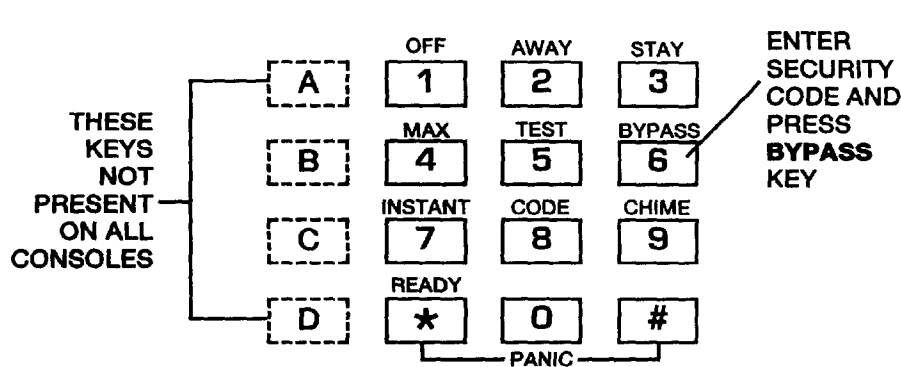 THESE
KEYS
NOT
PRESENT
ON ALL
CONSOLES
OFF AWAY STAY
A 1 2 3
MAX TEST BYPASS
B 4 5 6
INSTANT CODE CHIME
C 7 8 9
READY
D * 0 #
PANIC
ENTER
SECURITY
CODE AND
PRESS
BYPASS
KEY